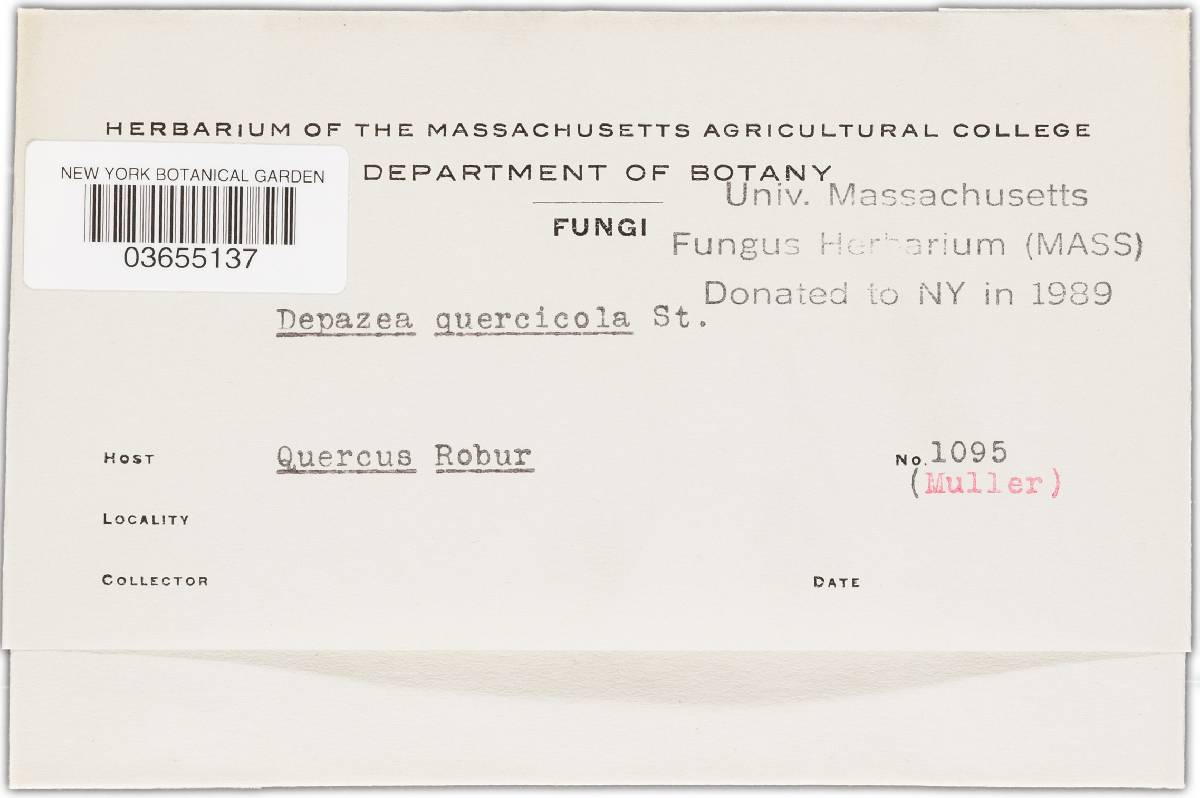 HERBARIUM OF THE MASSACHUSETTS AGRICULTURAL COLLEGE
DEPARTMENT OF BOTANY
FUNGI
NEW YORK BOTANICAL GARDEN
03655137
Univ. Massachusetts
Fungus Herbarium (MASS)
Donated to NY in 1989
Depazea quercicola St.
HOST Quercus Robur No. 1095
(Muller)
LOCALITY
COLLECTOR DATE